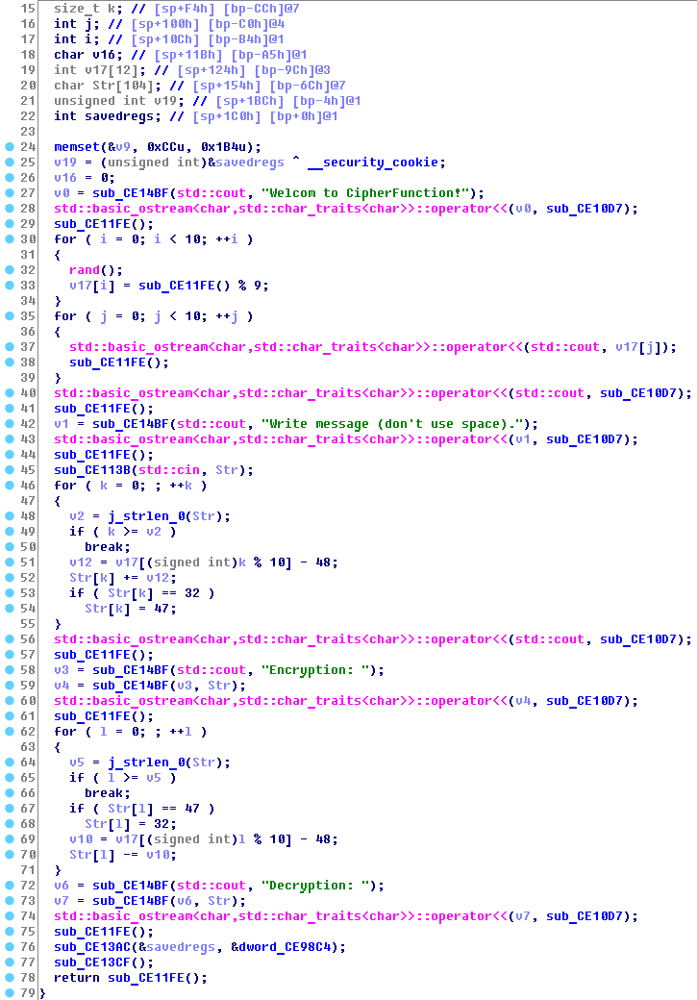 15 size_t k; // [sp+F4h] [bp-CCh]@7
16 int j; // [sp+100h] [bp-C0h]@4
17 int i; // [sp+10Ch] [bp-B4h]@1
18 char v16; // [sp+11Bh] [bp-A5h]@1
19 int v17[12]; // [sp+124h] [bp-9Ch]@3
20 char Str[104]; // [sp+154h] [bp-6Ch]@7
21 unsigned int v19; // [sp+1BCh] [bp-4h]@1
22 int savedregs; // [sp+1C0h] [bp+0h]@1
23
24 memset(&v9, 0xCCu, 0x1B4u);
25 v19 = (unsigned int)&savedregs ^ __security_cookie;
26 v16 = 0;
27 v0 = sub_CE14BF(std::cout, "Welcom to CipherFunction!");
28 std::basic_ostream<char,std::char_traits<char>>::operator<<(v0, sub_CE10D7);
29 sub_CE11FE();
30 for ( i = 0; i < 10; ++i )
31 {
32 rand();
33 v17[i] = sub_CE11FE() % 9;
34 }
35 for ( j = 0; j < 10; ++j )
36 {
37 std::basic_ostream<char,std::char_traits<char>>::operator<<(std::cout, v17[j]);
38 sub_CE11FE();
39 }
40 std::basic_ostream<char,std::char_traits<char>>::operator<<(std::cout, sub_CE10D7);
41 sub_CE11FE();
42 v1 = sub_CE14BF(std::cout, "Write message (don't use space).");
43 std::basic_ostream<char,std::char_traits<char>>::operator<<(v1, sub_CE10D7);
44 sub_CE11FE();
45 sub_CE113B(std::cin, Str);
46 for ( k = 0; ; ++k )
47 {
48 v2 = j_strlen_0(Str);
49 if ( k >= v2 )
50 break;
51 v12 = v17[(signed int)k % 10] - 48;
52 Str[k] += v12;
53 if ( Str[k] == 32 )
54 Str[k] = 47;
55 }
56 std::basic_ostream<char,std::char_traits<char>>::operator<<(std::cout, sub_CE10D7);
57 sub_CE11FE();
58 v3 = sub_CE14BF(std::cout, "Encryption: ");
59 v4 = sub_CE14BF(v3, Str);
60 std::basic_ostream<char,std::char_traits<char>>::operator<<(v4, sub_CE10D7);
61 sub_CE11FE();
62 for ( l = 0; ; ++l )
63 {
64 v5 = j_strlen_0(Str);
65 if ( l >= v5 )
66 break;
67 if ( Str[l] == 47 )
68 Str[l] = 32;
69 v10 = v17[(signed int)l % 10] - 48;
70 Str[l] -= v10;
71 }
72 v6 = sub_CE14BF(std::cout, "Decryption: ");
73 v7 = sub_CE14BF(v6, Str);
74 std::basic_ostream<char,std::char_traits<char>>::operator<<(v7, sub_CE10D7);
75 sub_CE11FE();
76 sub_CE13AC(&savedregs, &dword_CE98C4);
77 sub_CE13CF();
78 return sub_CE11FE();
79 }